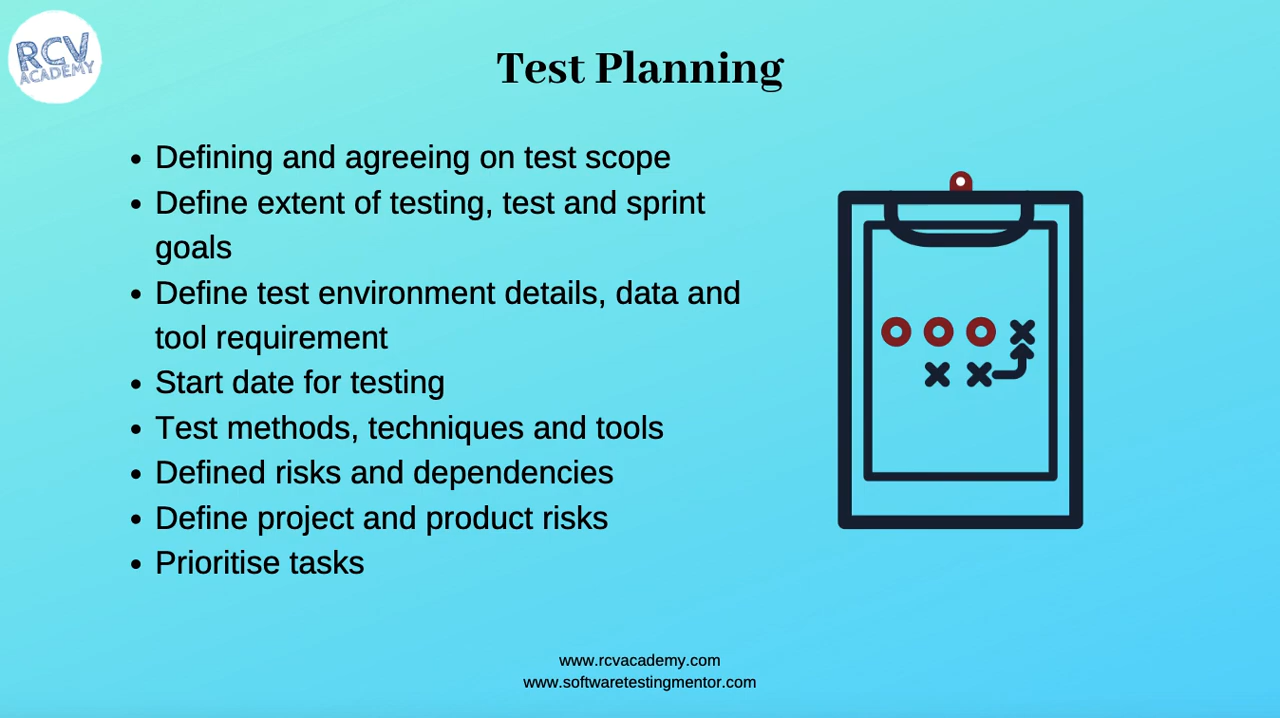 RCV
ACADEMY
Test Planning
• Defining and agreeing on test scope
• Define extent of testing, test and sprint
goals
• Define test environment details, data and
tool requirement
• Start date for testing
• Test methods, techniques and tools
• Defined risks and dependencies
• Define project and product risks
• Prioritise tasks
www.rcvacademy.com
www.softwaretestingmentor.com